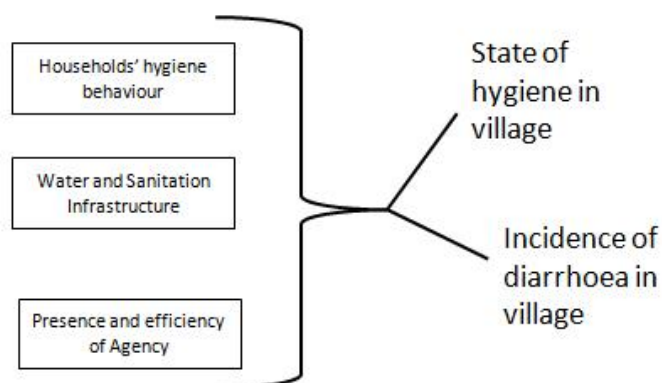 Households’ hygiene
behaviour
Water and Sanitation
Infrastructure
Presence and efficiency
of Agency
State of
hygiene in
village
Incidence of
diarrhoea in
village